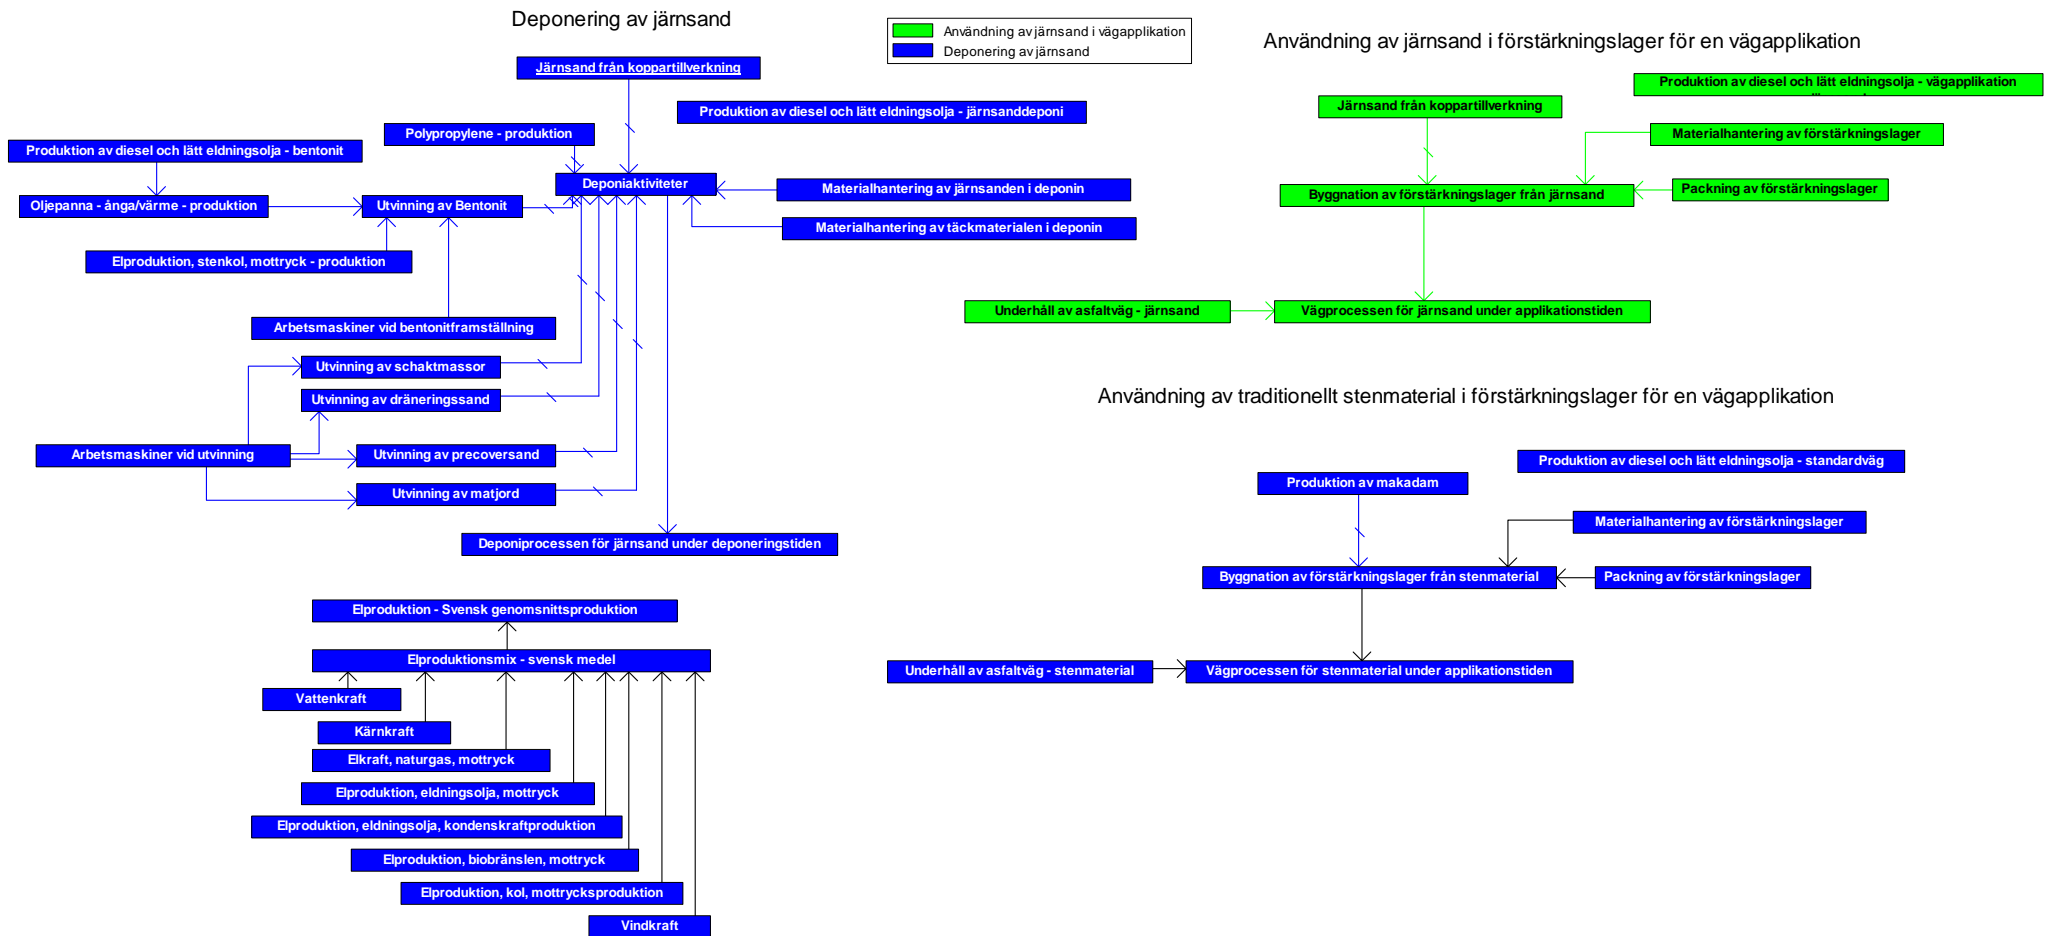 Deponering av järnsand
Användning av järnsand i vägapplikation
Deponering av järnsand
Användning av järnsand i förstärkningslager för en vägapplikation
Järnsand från koppartillverkning
Produktion av diesel och lätt eldningsolja - järnsanddeponi
Polypropylene - produktion
Produktion av diesel och lätt eldningsolja - bentonit
Deponiaktiviteter
Materialhantering av järnsanden i deponin
Oljepanna - ånga/värme - produktion
Utvinning av Bentonit
Materialhantering av täckmaterialen i deponin
Elproduktion, stenkol, mottryck - produktion
Arbetsmaskiner vid bentonitframställning
Utvinning av schaktmassor
Utvinning av dräneringssand
Arbetsmaskiner vid utvinning
Utvinning av precoversand
Utvinning av matjord
Deponiprocessen för järnsand under deponeringstiden
Elproduktion - Svensk genomsnittsproduktion
Elproduktionsmix - svensk medel
Vattenkraft
Kärnkraft
Elkraft, naturgas, mottryck
Elproduktion, eldningsolja, mottryck
Elproduktion, eldningsolja, kondenskraftproduktion
Elproduktion, biobränslen, mottryck
Elproduktion, kol, mottrycksproduktion
Vindkraft
Produktion av diesel och lätt eldningsolja - vägapplikation
Järnsand från koppartillverkning
Materialhantering av förstärkningslager
Byggnation av förstärkningslager från järnsand
Packning av förstärkningslager
Underhåll av asfaltväg - järnsand
Vägprocessen för järnsand under applikationstiden
Användning av traditionellt stenmaterial i förstärkningslager för en vägapplikation
Produktion av diesel och lätt eldningsolja - standardväg
Produktion av makadam
Materialhantering av förstärkningslager
Byggnation av förstärkningslager från stenmaterial
Packning av förstärkningslager
Underhåll av asfaltväg - stenmaterial
Vägprocessen för stenmaterial under applikationstiden